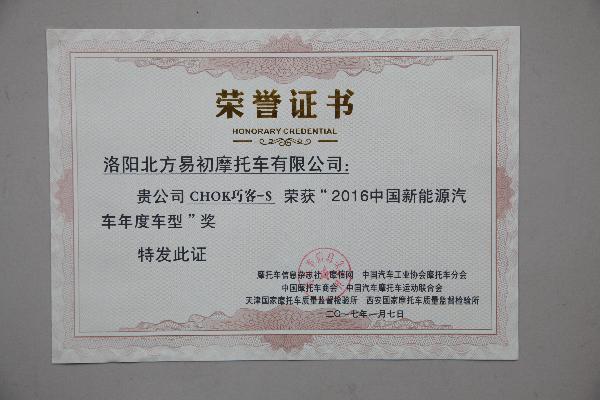 荣誉证书
HONORARY CREDENTIAL
洛阳北方易初摩托车有限公司:
贵公司 CHOK巧客-S 荣获“2016中国新能源汽
车年度车型”奖
特发此证
摩托车信息杂志社 摩信网 中国汽车工业协会摩托车分会
中国摩托车商会 中国汽车摩托车运动联合会
天津国家摩托车质量监督检验所 西安国家摩托车质量监督检验所
二〇一七年一月七日